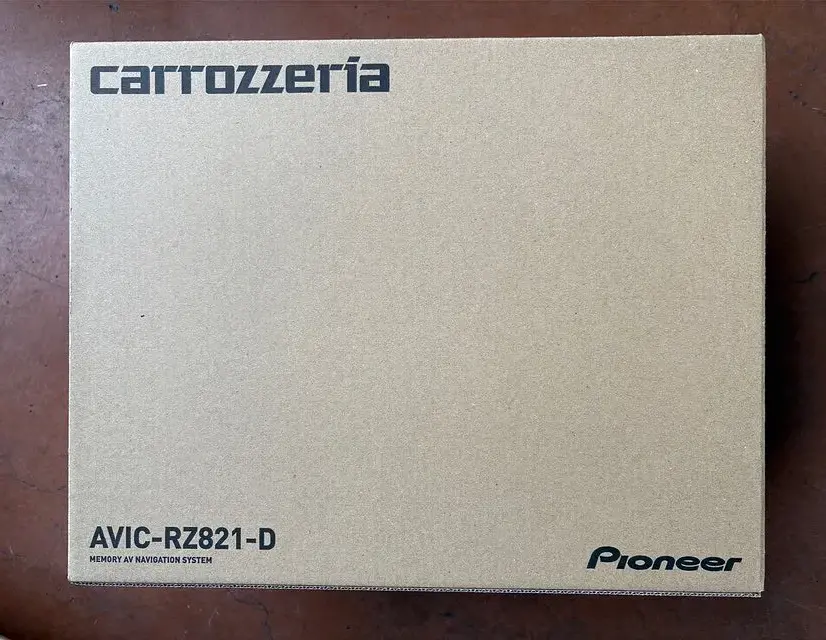 carrozzeria
AVIC-RZ821-D
MEMORY AV NAVIGATION SYSTEM
Pioneer